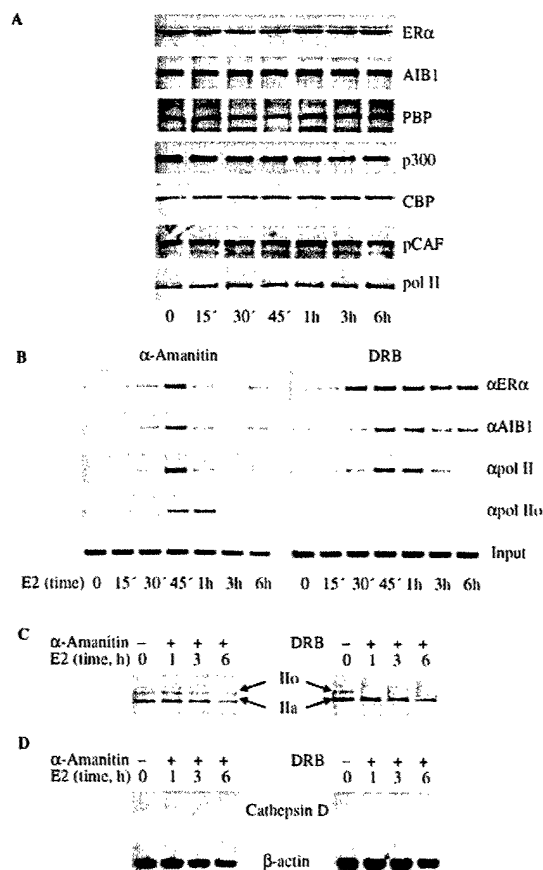 A
ERα
AIB1
PBP
p300
CBP
pCAF
pol II
0 15´ 30´ 45´ 1h 3h 6h
B
α-Amanitin DRB
αERα
αAIB1
αpol II
αpol IIo
Input
E2 (time) 0 15´ 30´ 45´ 1h 3h 6h 0 15´ 30´ 45´ 1h 3h 6h
C
α-Amanitin – + + + DRB – + + +
E2 (time, h) 0 1 3 6 0 1 3 6
IIo
IIa
D
α-Amanitin – + + + DRB – + + +
E2 (time, h) 0 1 3 6 0 1 3 6
Cathepsin D
β-actin